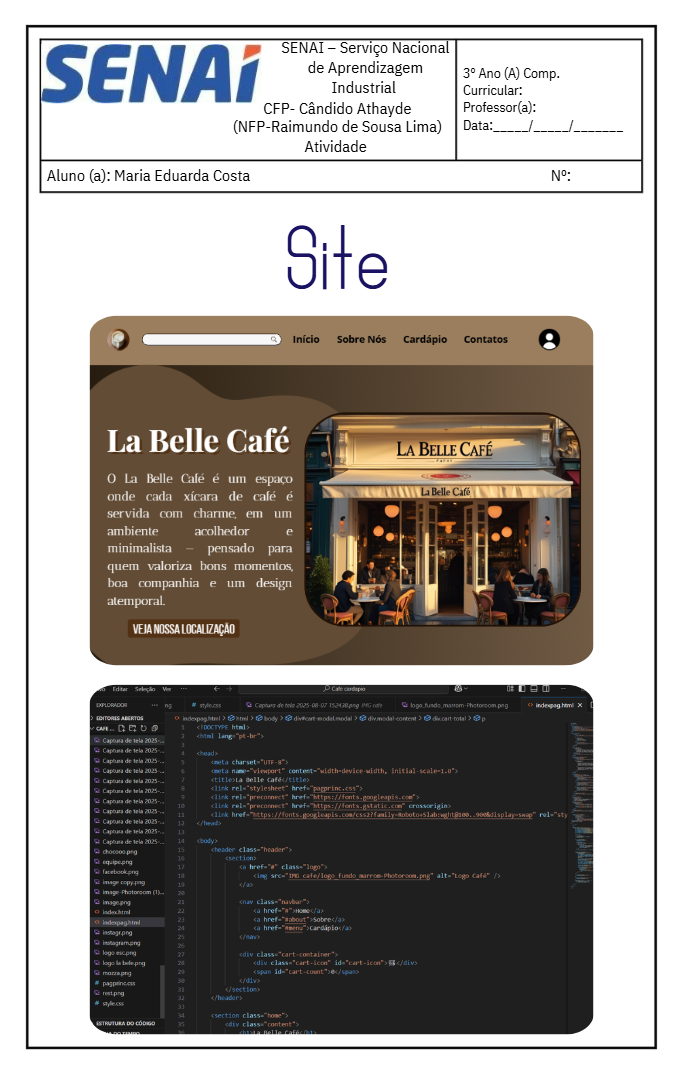 SENAI
SENAI – Serviço Nacional
de Aprendizagem
Industrial
CFP- Cândido Athayde
(NFP-Raimundo de Sousa Lima)
Atividade
3º Ano (A) Comp.
Curricular:
Professor(a):
Data:_____/_____/_______
Aluno (a): Maria Eduarda Costa
Nº:
Site
Início Sobre Nós Cardápio Contatos
La Belle Café
O La Belle Café é um espaço
onde cada xícara de café é
servida com charme, em um
ambiente acolhedor e
minimalista – pensado para
quem valoriza bons momentos,
boa companhia e um design
atemporal.
VEJA NOSSA LOCALIZAÇÃO
LA BELLE CAFÉ
La Belle Café
Editar Seleção Ver ··· Café cardapio
EXPLORADOR ··· ng # style.css Captura de tela 2025-08-07 152438.png logo_fundo_marrom-Photoroom.png indexpag.html
EDITORES ABERTOS
indexpag.html > html > body > div#cart-modal.modal > div.modal-content > div.cart-total > p
CAFE ...
Captura de tela 2025-...
Captura de tela 2025-...
Captura de tela 2025-...
Captura de tela 2025-...
Captura de tela 2025-...
Captura de tela 2025-...
Captura de tela 2025-...
Captura de tela 2025-...
Captura de tela 2025-...
Captura de tela 2025-...
Captura de tela 2025-...
chocooo.png
equipe.png
facebook.png
image copy.png
image-Photoroom (1)...
image.png
index.html
indexpag.html
instagr.png
instagram.png
logo esc.png
logo la bele.png
mozza.png
pagprinc.css
rest.png
style.css
ESTRUTURA DO CÓDIGO
1 <!DOCTYPE html>
2 <html lang="pt-br">
3
4 <head>
5 <meta charset="UTF-8">
6 <meta name="viewport" content="width=device-width, initial-scale=1.0">
7 <title>La Belle Café</title>
8 <link rel="stylesheet" href="pagprinc.css">
9 <link rel="preconnect" href="https://fonts.googleapis.com">
10 <link rel="preconnect" href="https://fonts.gstatic.com" crossorigin>
11 <link href="https://fonts.googleapis.com/css2?family=Roboto+Slab:wght@100..900&display=swap" rel="sty
12 </head>
13
14 <body>
15 <header class="header">
16 <section>
17 <a href="#" class="logo">
18 <img src="IMG cafe/logo_fundo_marrom-Photoroom.png" alt="Logo Café" />
19 </a>
20
21 <nav class="navbar">
22 <a href="#">Home</a>
23 <a href="#about">Sobre</a>
24 <a href="#menu">Cardápio</a>
25 </nav>
26
27 <div class="cart-container">
28 <div class="cart-icon" id="cart-icon"></div>
29 <span id="cart-count">0</span>
30 </div>
31 </section>
32 </header>
33
34 <section class="home">
35 <div class="content">
36 <h1>La Belle Café</h1>